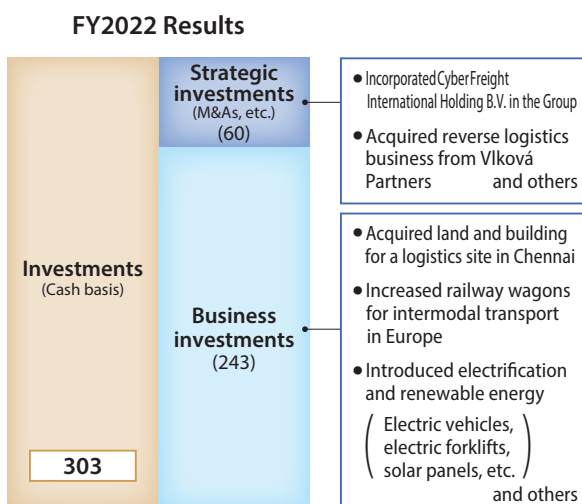 FY2022 Results
Investments
(Cash basis)
303
Strategic
investments
(M&As, etc.)
(60)
Business
investments
(243)
• Incorporated CyberFreight
International Holding B.V. in the Group
• Acquired reverse logistics
business from Vlková
Partners and others
• Acquired land and building
for a logistics site in Chennai
• Increased railway wagons
for intermodal transport
in Europe
• Introduced electrification
and renewable energy
( Electric vehicles,
electric forklifts,
solar panels, etc. )
and others